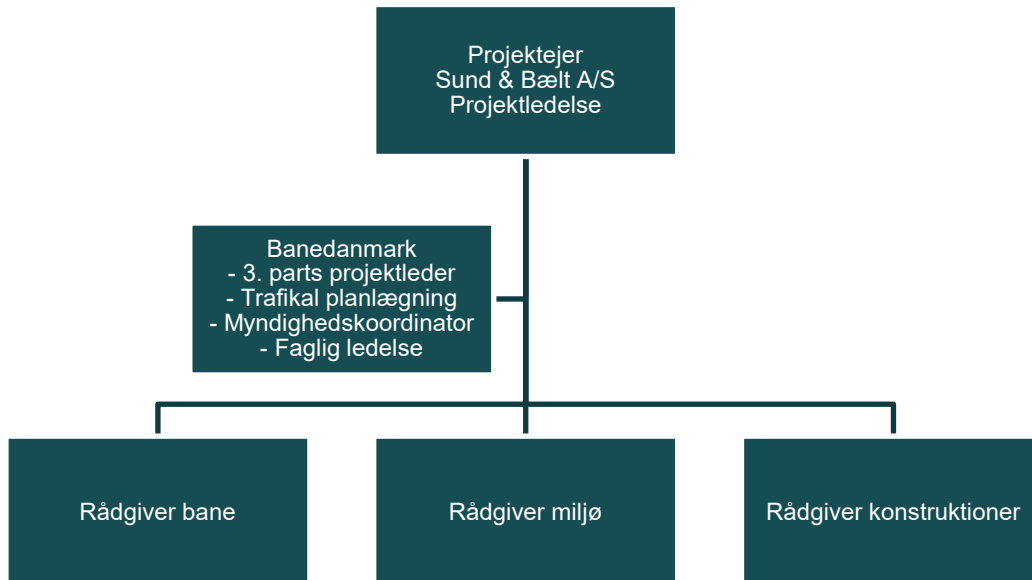 Projektejer
Sund & Bælt A/S
Projektledelse
Banedanmark
- 3. parts projektleder
- Trafikal planlægning
- Myndighedskoordinator
- Faglig ledelse
Rådgiver bane
Rådgiver miljø
Rådgiver konstruktioner